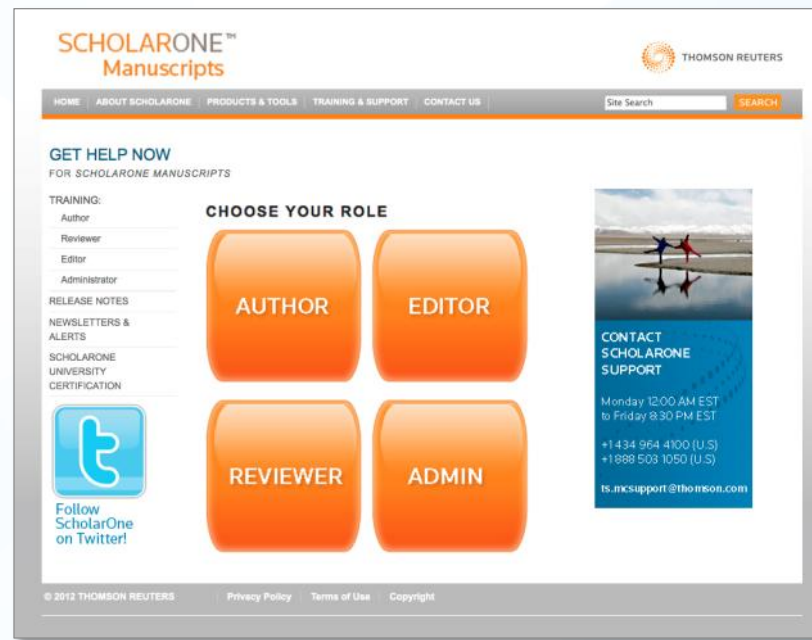 SCHOLARONE™
Manuscripts
THOMSON REUTERS
HOME ABOUT SCHOLARONE PRODUCTS & TOOLS TRAINING & SUPPORT CONTACT US
Site Search SEARCH
GET HELP NOW
FOR SCHOLARONE MANUSCRIPTS
TRAINING:
Author
Reviewer
Editor
Administrator
RELEASE NOTES
NEWSLETTERS &
ALERTS
SCHOLARONE
UNIVERSITY
CERTIFICATION
Follow
ScholarOne
on Twitter!
CHOOSE YOUR ROLE
AUTHOR
EDITOR
REVIEWER
ADMIN
CONTACT
SCHOLARONE
SUPPORT
Monday 12:00 AM EST
to Friday 8:30 PM EST
+1 434 964 4100 (U.S)
+1 888 503 1050 (U.S)
ts.mcsupport@thomson.com
© 2012 THOMSON REUTERS Privacy Policy Terms of Use Copyright